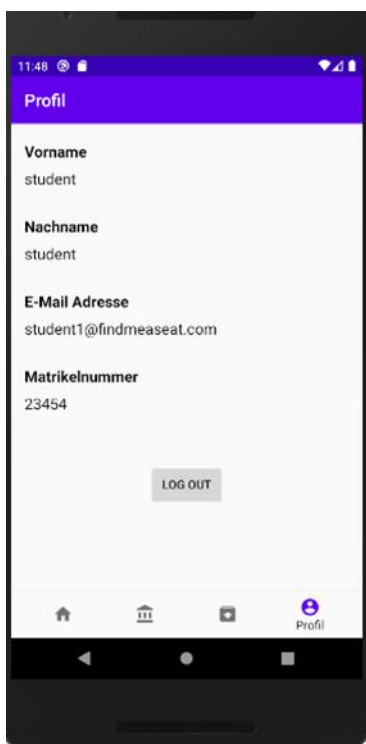 11:48
Profil
Vorname
student
Nachname
student
E-Mail Adresse
student1@findmeaseat.com
Matrikelnummer
23454
LOG OUT
Profil